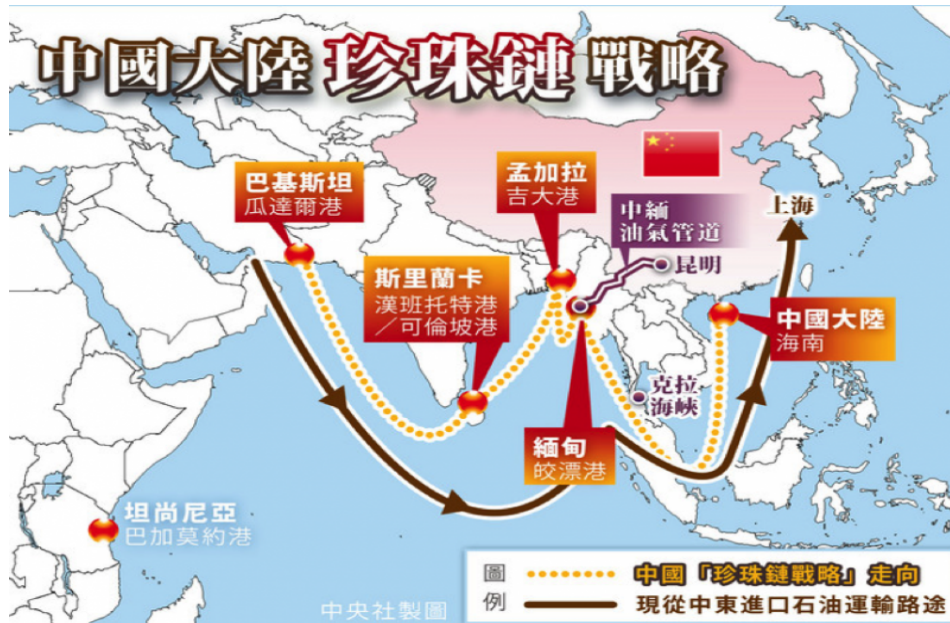 中國大陸 珍珠鏈 戰略
巴基斯坦
瓜達爾港
孟加拉
吉大港
中緬
油氣管道
上海
昆明
斯里蘭卡
漢班托特港
／可倫坡港
中國大陸
海南
克拉
海峽
緬甸
皎漂港
坦尚尼亞
巴加莫約港
中央社製圖
圖例
中國「珍珠鏈戰略」走向
現從中東進口石油運輸路途